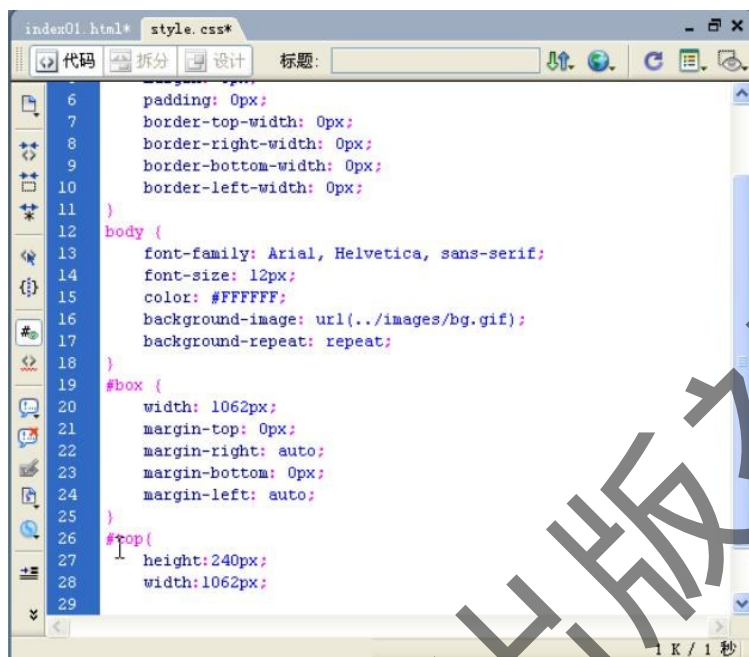 index01.html* style.css*
代码 拆分 设计 标题:
6 padding: 0px;
7 border-top-width: 0px;
8 border-right-width: 0px;
9 border-bottom-width: 0px;
10 border-left-width: 0px;
11 }
12 body {
13 font-family: Arial, Helvetica, sans-serif;
14 font-size: 12px;
15 color: #FFFFFF;
16 background-image: url(../images/bg.gif);
17 background-repeat: repeat;
18 }
19 #box {
20 width: 1062px;
21 margin-top: 0px;
22 margin-right: auto;
23 margin-bottom: 0px;
24 margin-left: auto;
25 }
26 #top{
27 height:240px;
28 width:1062px;
29
1 K / 1 秒
出版